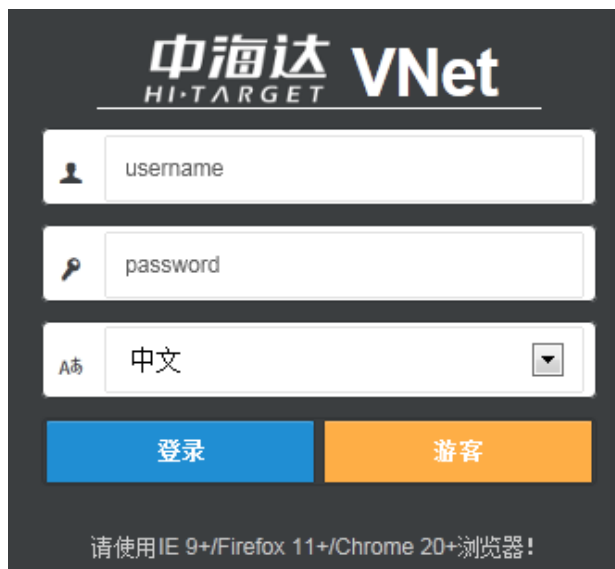 中海达 VNet
HI·TARGET
username
password
Aあ 中文
登录 游客
请使用IE 9+/Firefox 11+/Chrome 20+浏览器!